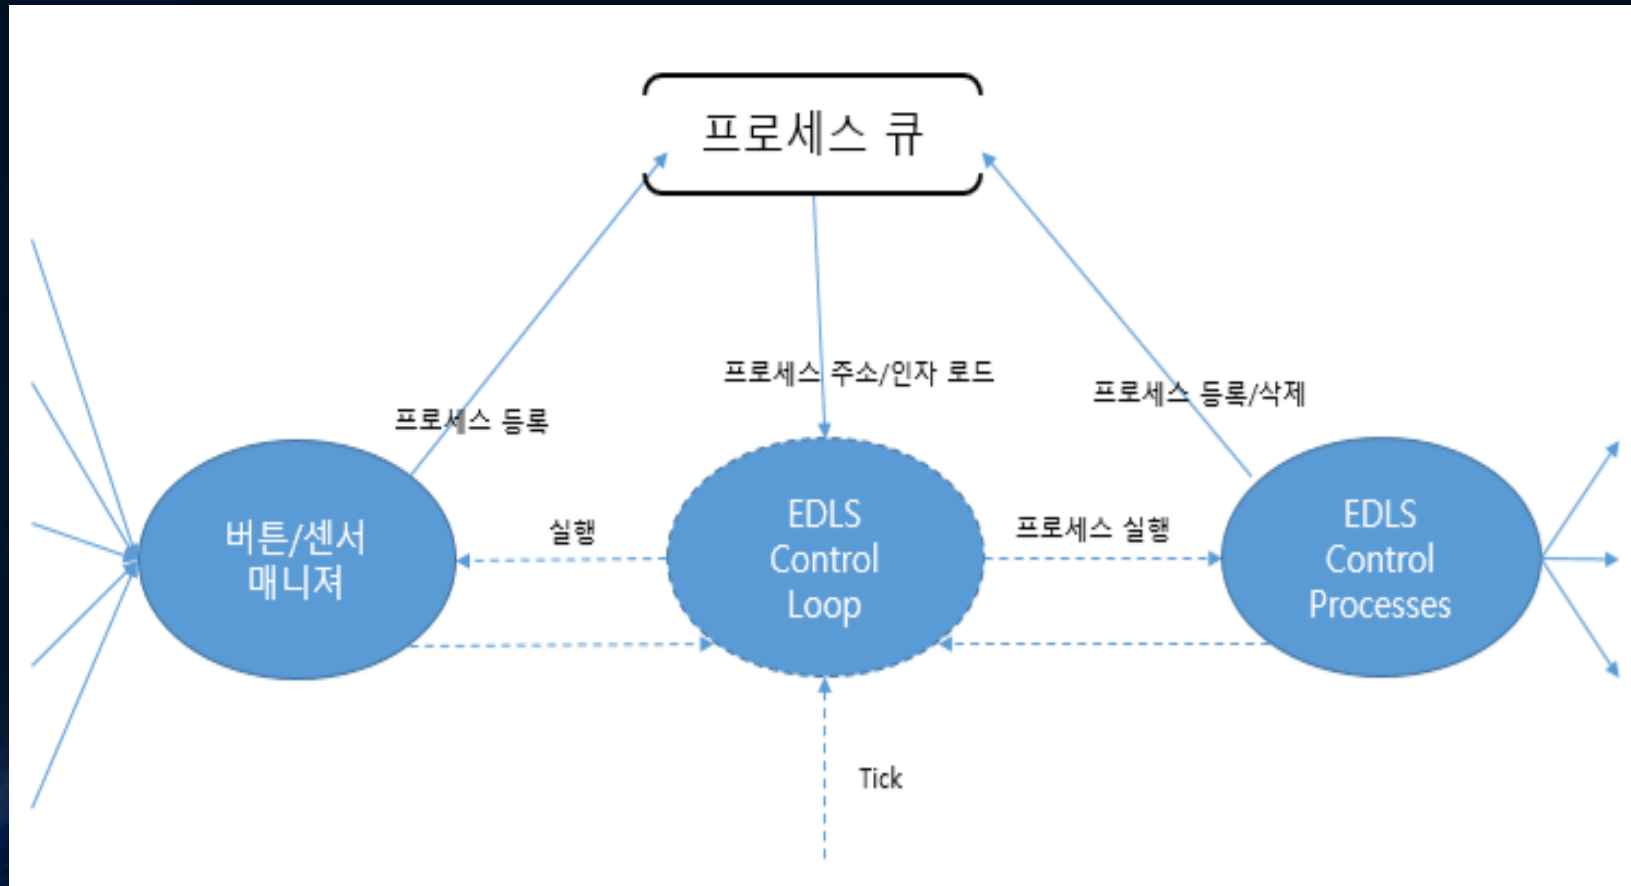 프로세스 큐
프로세스 주소/인자 로드
프로세스 등록/삭제
프로세스 등록
버튼/센서
매니져
실행
EDLS
Control
Loop
프로세스 실행
EDLS
Control
Processes
Tick